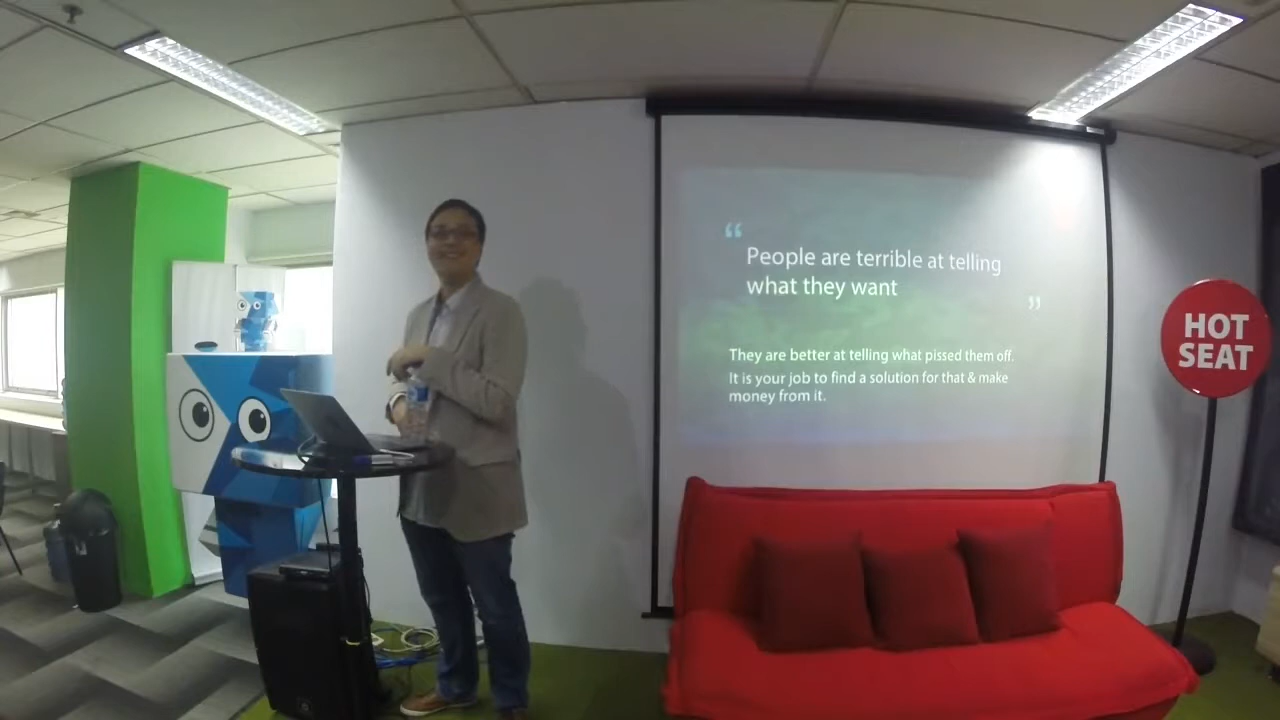 “
People are terrible at telling
what they want
”
They are better at telling what pissed them off.
It is your job to find a solution for that & make
money from it.
HOT
SEAT